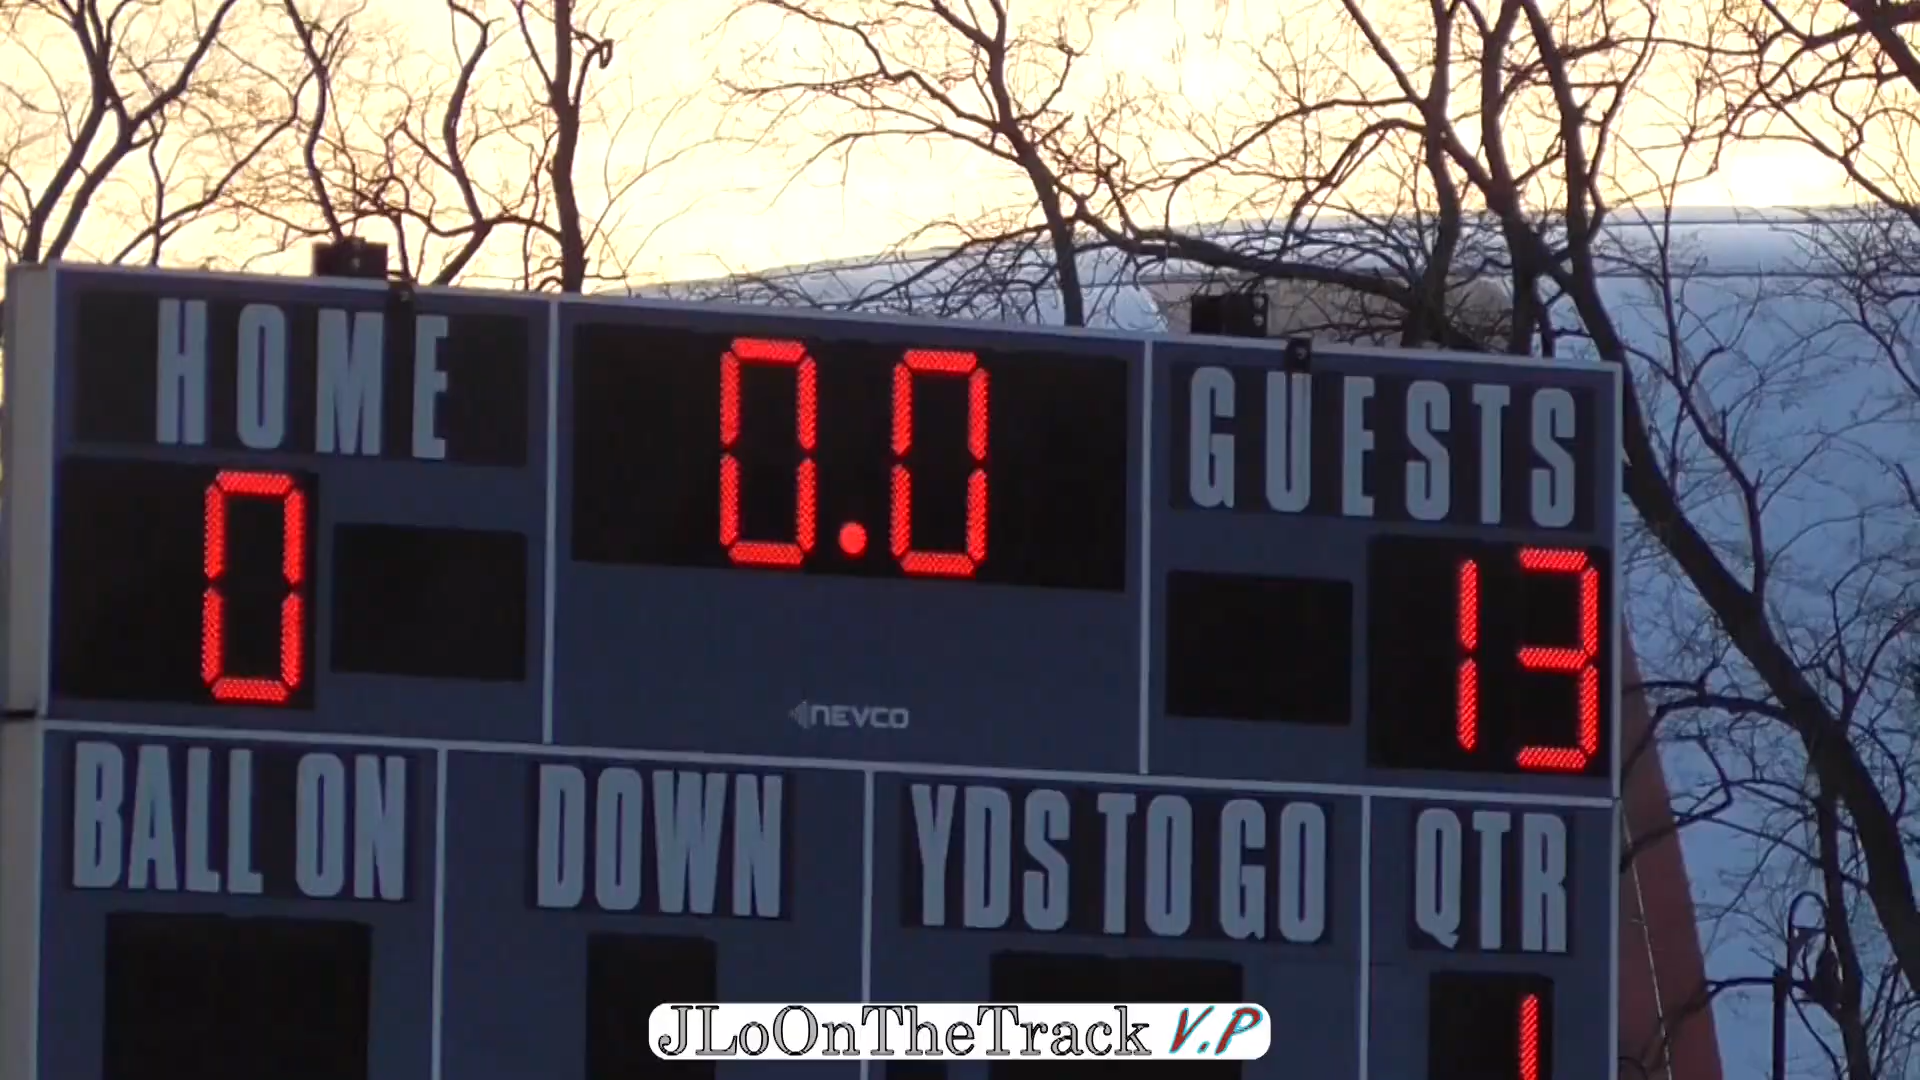 HOME
0.0
GUESTS
0
13
NEVCO
BALL ON
DOWN
YDS TO GO
QTR
1
JLoOnTheTrack V.P